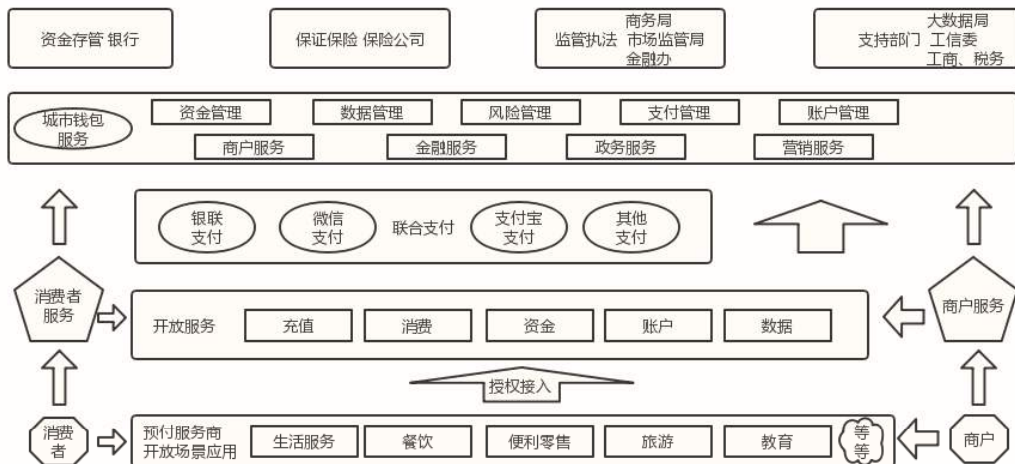 资金存管 银行
保证保险 保险公司
商务局
监管执法 市场监管局
金融办
大数据局
支持部门 工信委
工商、税务
城市钱包
服务
资金管理
数据管理
风险管理
支付管理
账户管理
商户服务
金融服务
政务服务
营销服务
银联
支付
微信
支付
联合支付
支付宝
支付
其他
支付
消费者
服务
开放服务
充值
消费
资金
账户
数据
商户服务
授权接入
消费
者
预付服务商
开放场景应用
生活服务
餐饮
便利零售
旅游
教育
等
等
商户